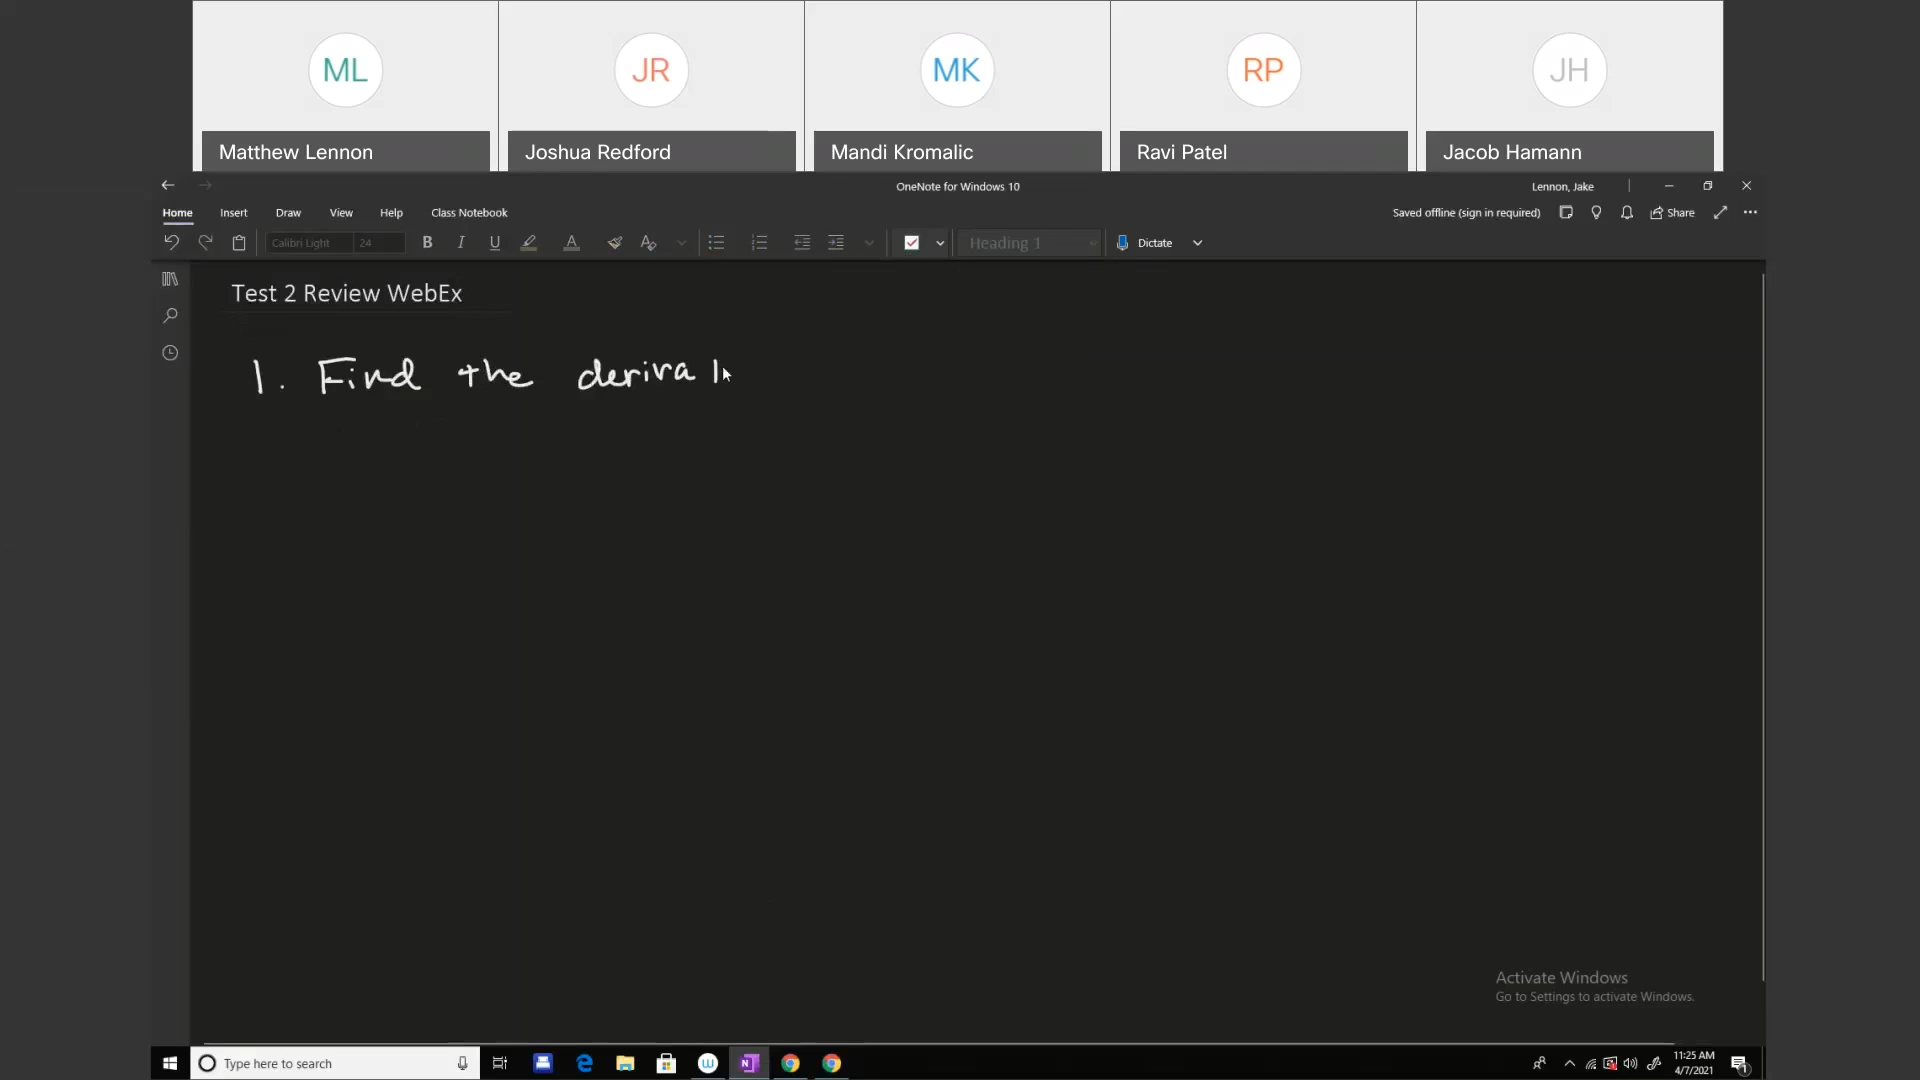 ML JR MK RP JH
Matthew Lennon Joshua Redford Mandi Kromalic Ravi Patel Jacob Hamann
OneNote for Windows 10 Lennon, Jake
Home Insert Draw View Help Class Notebook Saved offline (sign in required) Share
Calibri Light 24 B I U A A Heading 1 Dictate
Test 2 Review WebEx
1. Find the deriva
Activate Windows
Go to Settings to activate Windows.
Type here to search
11:25 AM
4/7/2021